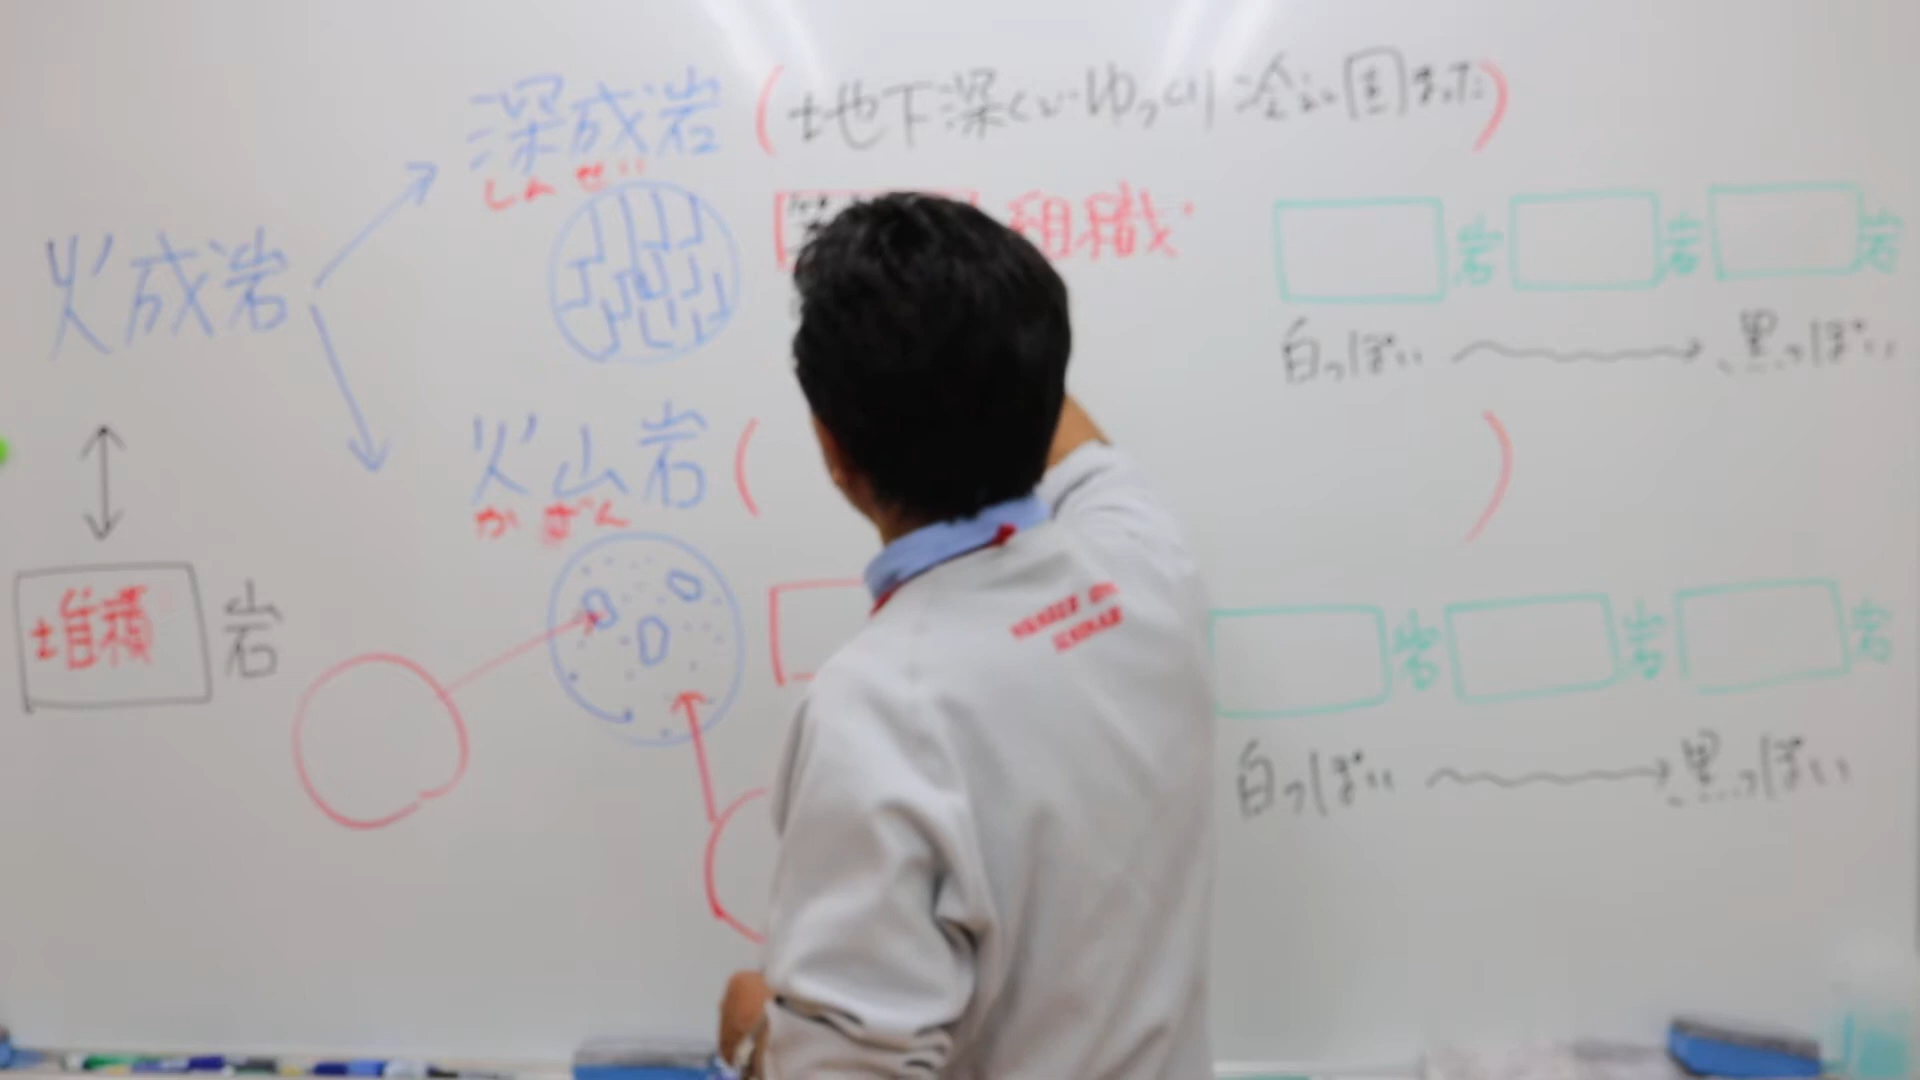 深成岩(地下深くでゆっくり冷え固まった)
しんせい
等 組織
岩 岩 岩
白っぽい 黒っぽい
火成岩
火山岩( )
かざん
堆積岩
岩 岩 岩
白っぽい 黒っぽい